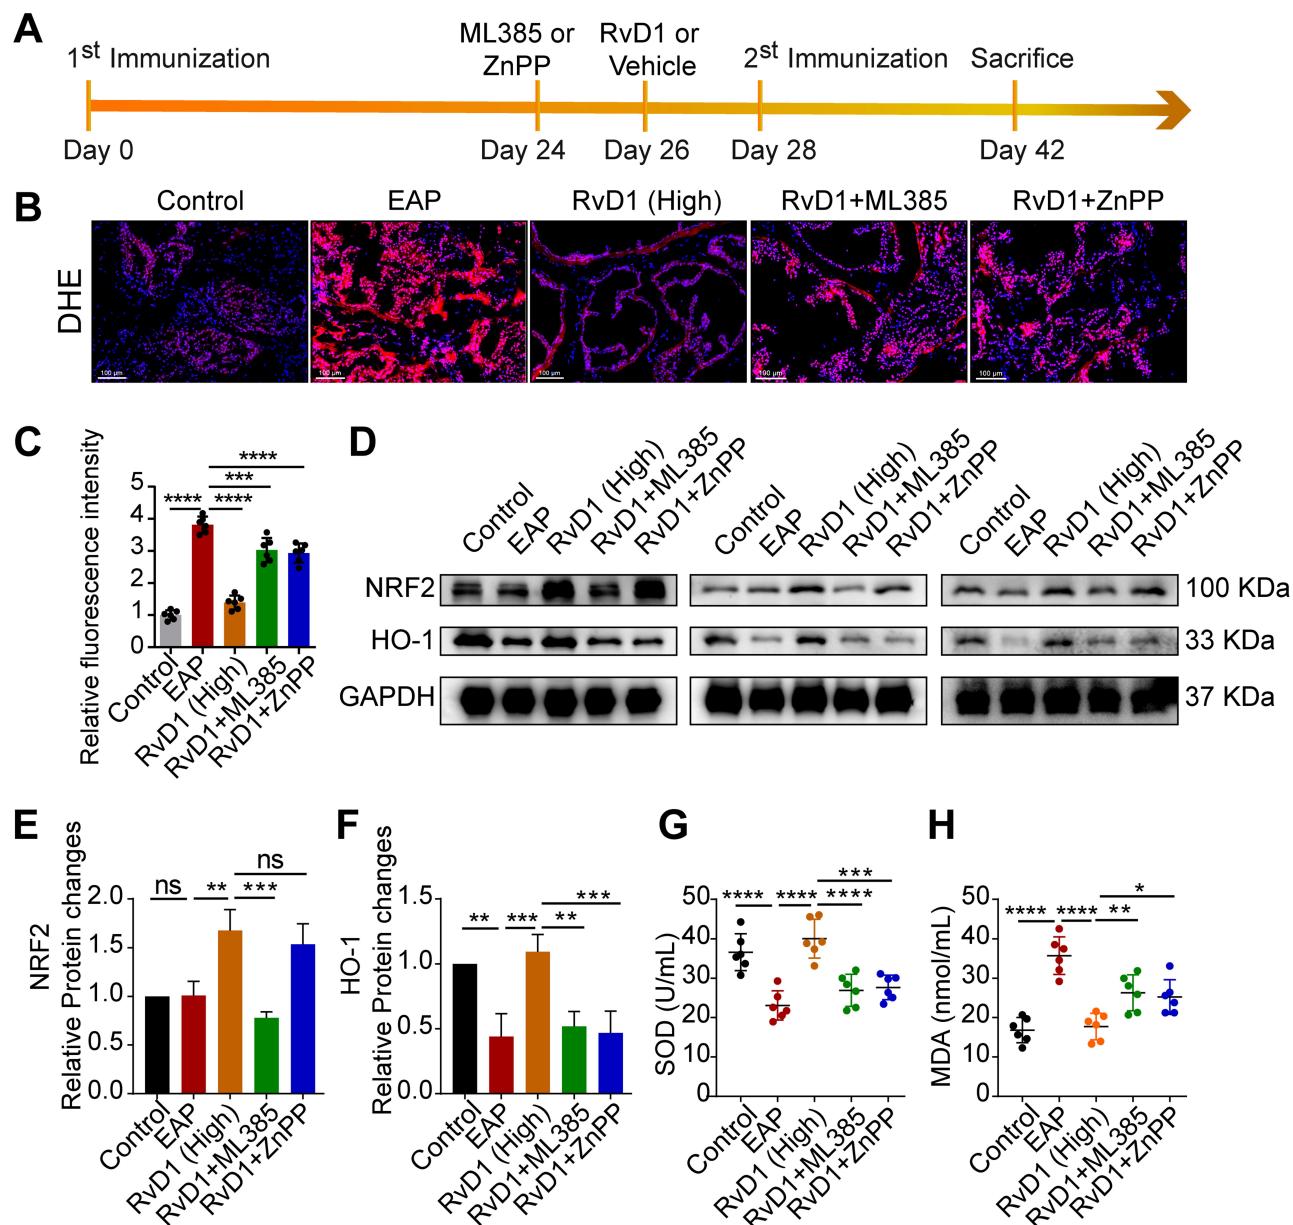 A
1st Immunization
ML385 or
ZnPP
RvD1 or
Vehicle
2st Immunization
Sacrifice
Day 0
Day 24
Day 26
Day 28
Day 42
B
Control
EAP
RvD1 (High)
RvD1+ML385
RvD1+ZnPP
DHE
100 μm
100 μm
100 μm
100 μm
100 μm
C
Relative fluorescence intensity
5
4
3
2
1
0
****
****
***
****
Control
EAP
RvD1 (High)
RvD1+ML385
RvD1+ZnPP
D
Control
EAP
RvD1 (High)
RvD1+ML385
RvD1+ZnPP
Control
EAP
RvD1 (High)
RvD1+ML385
RvD1+ZnPP
Control
EAP
RvD1 (High)
RvD1+ML385
RvD1+ZnPP
NRF2
100 KDa
HO-1
33 KDa
GAPDH
37 KDa
E
NRF2
Relative Protein changes
2.0
1.5
1.0
0.5
0.0
ns
**
***
ns
Control
EAP
RvD1 (High)
RvD1+ML385
RvD1+ZnPP
F
HO-1
Relative Protein changes
1.5
1.0
0.5
0.0
**
***
**
***
Control
EAP
RvD1 (High)
RvD1+ML385
RvD1+ZnPP
G
SOD (U/mL)
50
40
30
20
10
0
****
****
****
***
Control
EAP
RvD1 (High)
RvD1+ML385
RvD1+ZnPP
H
MDA (nmol/mL)
50
40
30
20
10
0
****
****
**
*
Control
EAP
RvD1 (High)
RvD1+ML385
RvD1+ZnPP